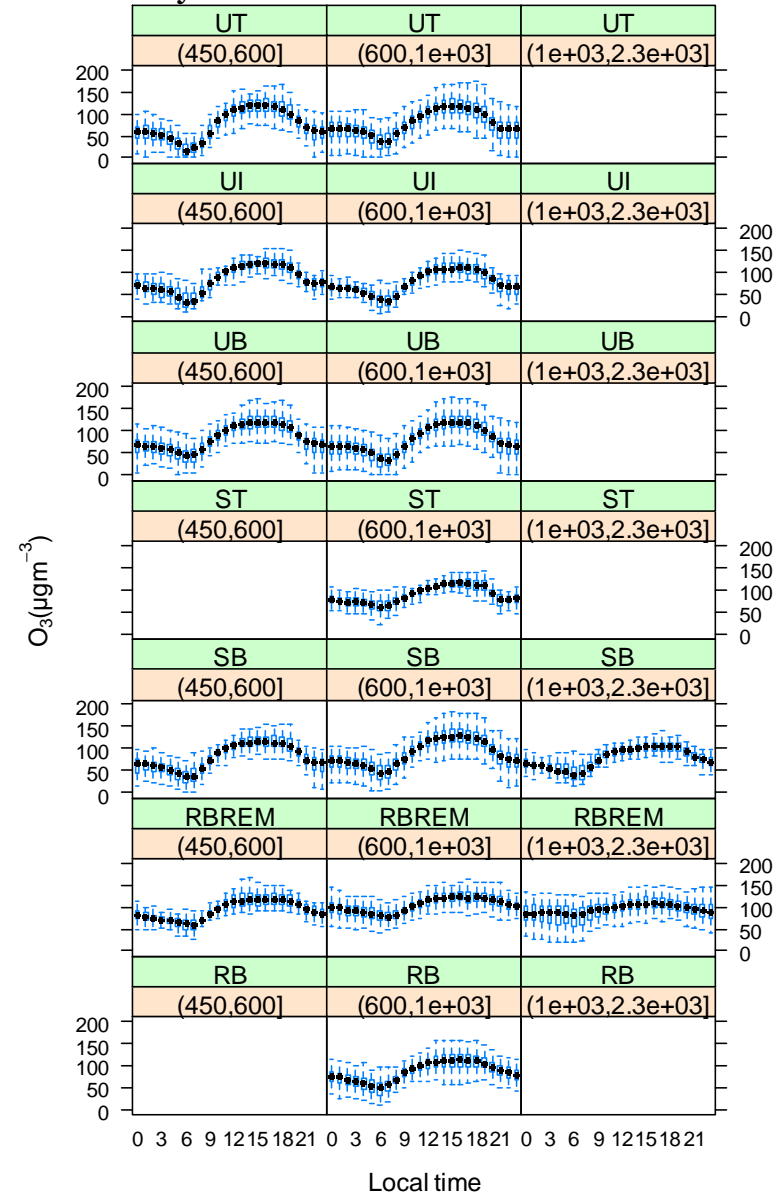 UT UT UT
(450,600] (600,1e+03] (1e+03,2.3e+03]
200
150
100
50
0
UI UI UI
(450,600] (600,1e+03] (1e+03,2.3e+03]
200
150
100
50
0
UB UB UB
(450,600] (600,1e+03] (1e+03,2.3e+03]
200
150
100
50
0
ST ST ST
(450,600] (600,1e+03] (1e+03,2.3e+03]
200
150
100
50
0
O₃(µgm⁻³)
SB SB SB
(450,600] (600,1e+03] (1e+03,2.3e+03]
200
150
100
50
0
RBREM RBREM RBREM
(450,600] (600,1e+03] (1e+03,2.3e+03]
200
150
100
50
0
RB RB RB
(450,600] (600,1e+03] (1e+03,2.3e+03]
200
150
100
50
0
0 3 6 9 12 15 18 21 0 3 6 9 12 15 18 21 0 3 6 9 12 15 18 21
Local time